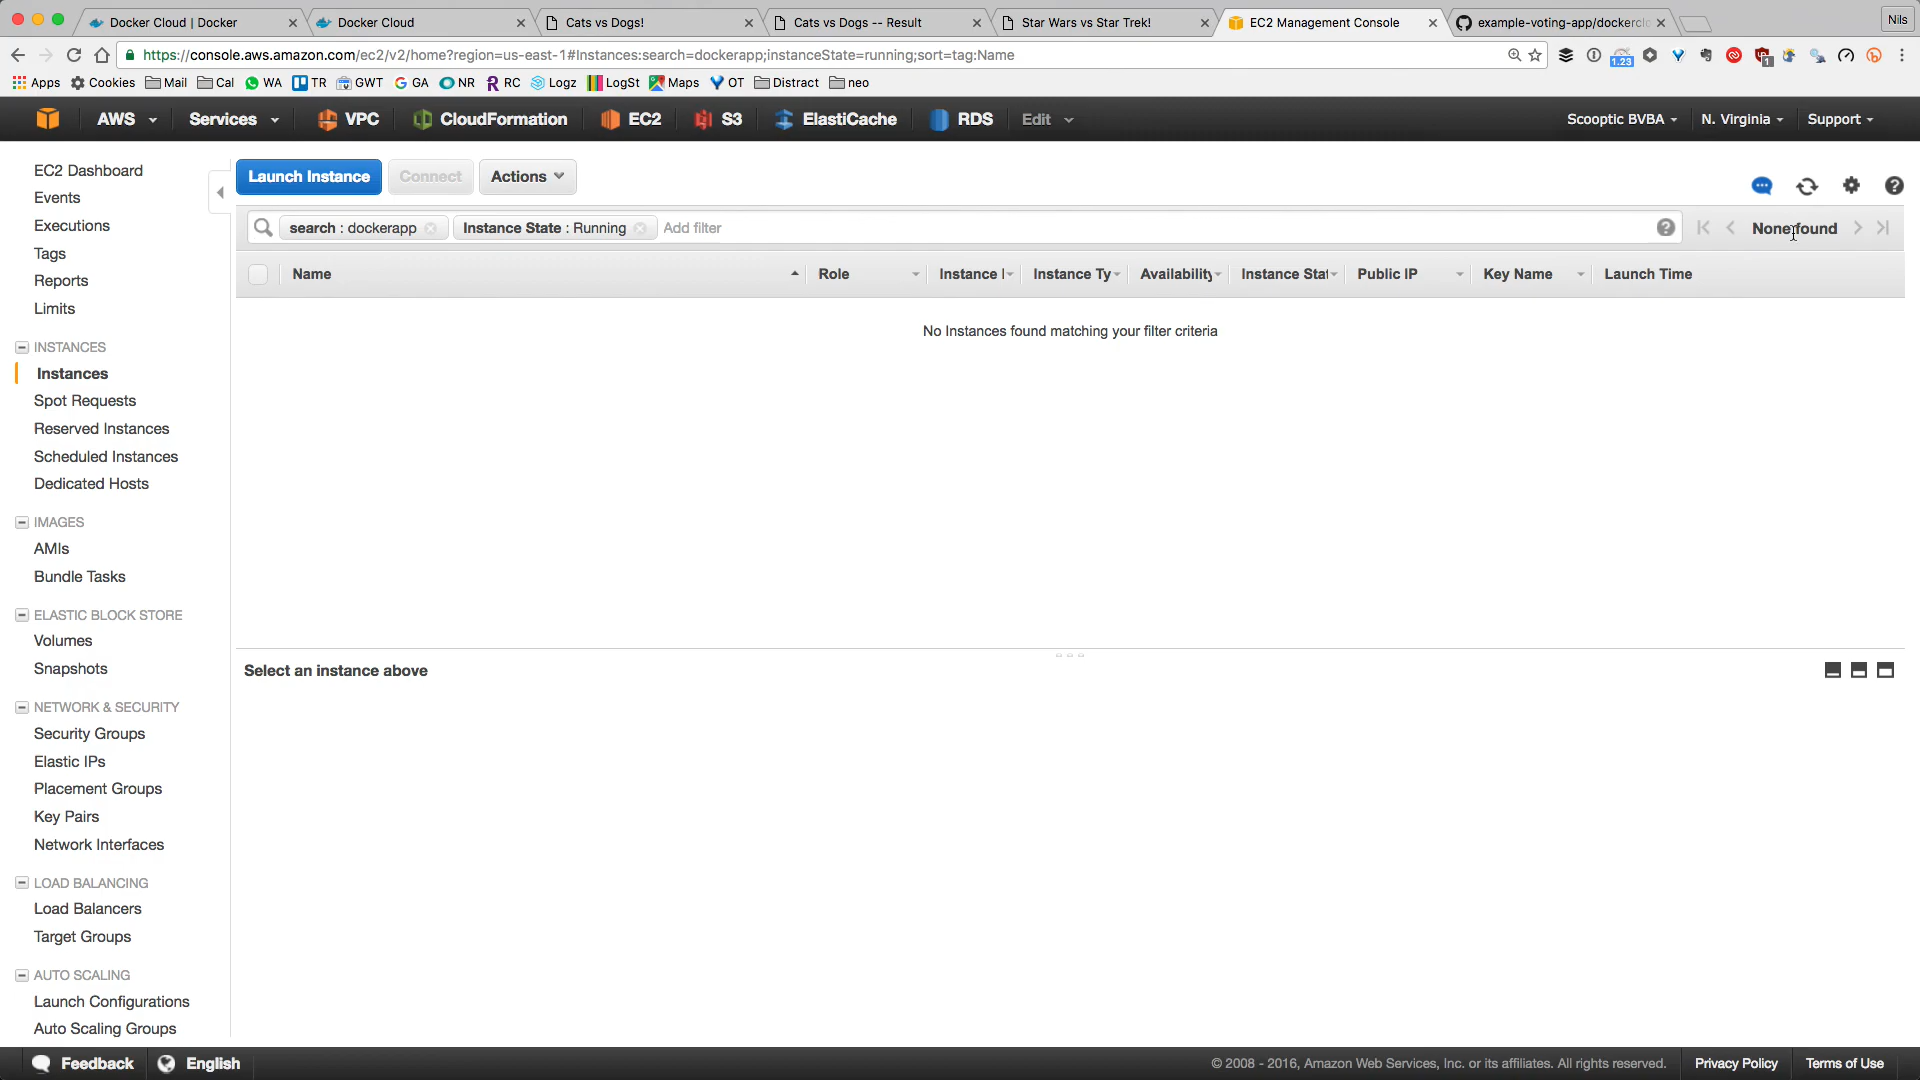 Docker Cloud | Docker
Docker Cloud
Cats vs Dogs!
Cats vs Dogs -- Result
Star Wars vs Star Trek!
EC2 Management Console
example-voting-app/dockerclo
Nils
https://console.aws.amazon.com/ec2/v2/home?region=us-east-1#Instances:search=dockerapp;instanceState=running;sort=tag:Name
1.23
1
Apps
Cookies
Mail
Cal
WA
TR
GWT
GA
NR
RC
Logz
LogSt
Maps
OT
Distract
neo
AWS
Services
VPC
CloudFormation
EC2
S3
ElastiCache
RDS
Edit
Scooptic BVBA
N. Virginia
Support
EC2 Dashboard
Events
Executions
Tags
Reports
Limits
INSTANCES
Instances
Spot Requests
Reserved Instances
Scheduled Instances
Dedicated Hosts
IMAGES
AMIs
Bundle Tasks
ELASTIC BLOCK STORE
Volumes
Snapshots
NETWORK & SECURITY
Security Groups
Elastic IPs
Placement Groups
Key Pairs
Network Interfaces
LOAD BALANCING
Load Balancers
Target Groups
AUTO SCALING
Launch Configurations
Auto Scaling Groups
Launch Instance
Connect
Actions
search : dockerapp
Instance State : Running
Add filter
None found
Name
Role
Instance I
Instance Ty
Availability
Instance Stat
Public IP
Key Name
Launch Time
No Instances found matching your filter criteria
Select an instance above
Feedback
English
© 2008 - 2016, Amazon Web Services, Inc. or its affiliates. All rights reserved.
Privacy Policy
Terms of Use